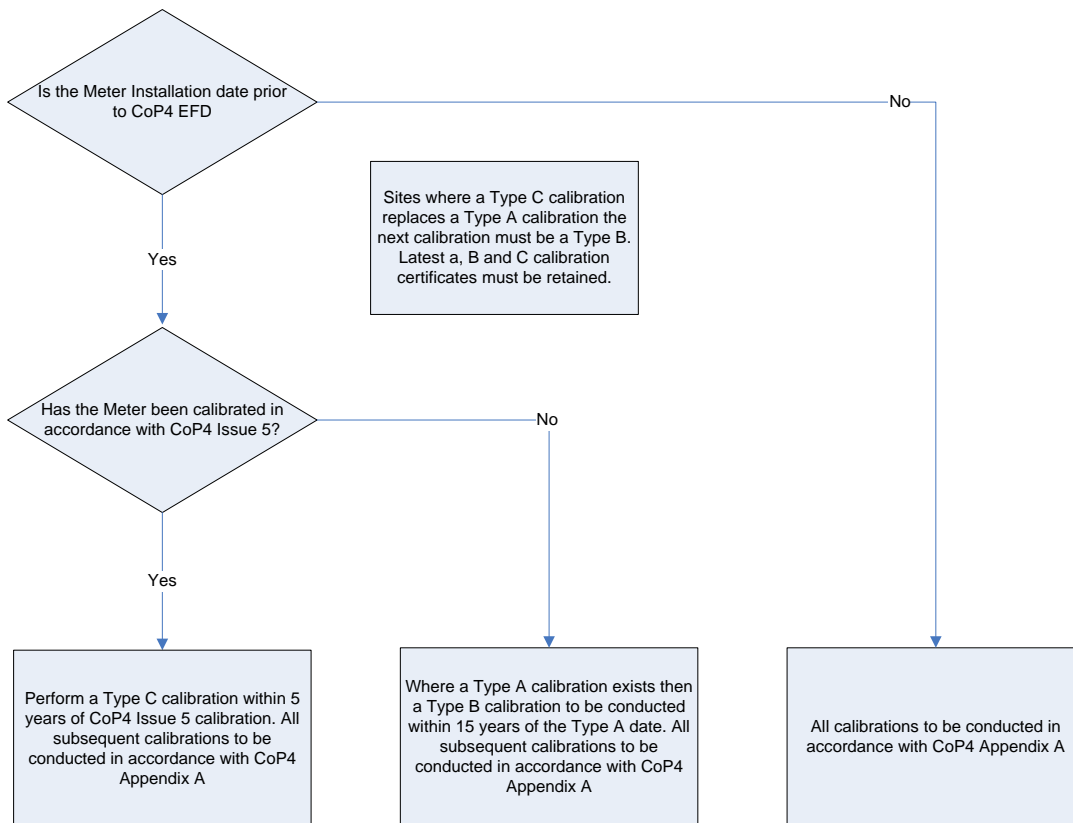 Is the Meter Installation date prior
to CoP4 EFD
No
Sites where a Type C calibration
replaces a Type A calibration the
next calibration must be a Type B.
Latest a, B and C calibration
certificates must be retained.
Yes
Has the Meter been calibrated in
accordance with CoP4 Issue 5?
No
Yes
Perform a Type C calibration within 5
years of CoP4 Issue 5 calibration. All
subsequent calibrations to be
conducted in accordance with CoP4
Appendix A
Where a Type A calibration exists then
a Type B calibration to be conducted
within 15 years of the Type A date. All
subsequent calibrations to be
conducted in accordance with CoP4
Appendix A
All calibrations to be conducted in
accordance with CoP4 Appendix A